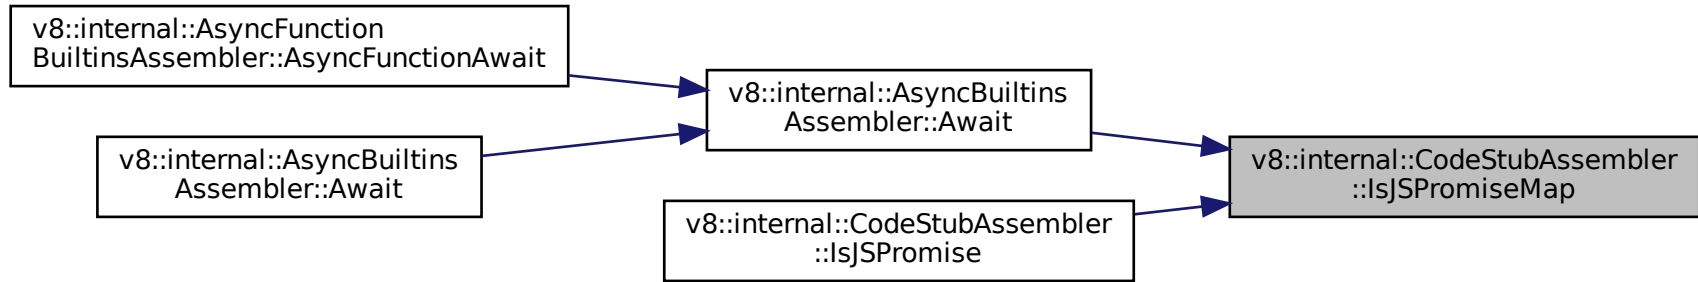 v8::internal::AsyncFunction
BuiltinsAssembler::AsyncFunctionAwait
v8::internal::AsyncBuiltins
Assembler::Await
v8::internal::AsyncBuiltins
Assembler::Await
v8::internal::CodeStubAssembler
::IsJSPromise
v8::internal::CodeStubAssembler
::IsJSPromiseMap